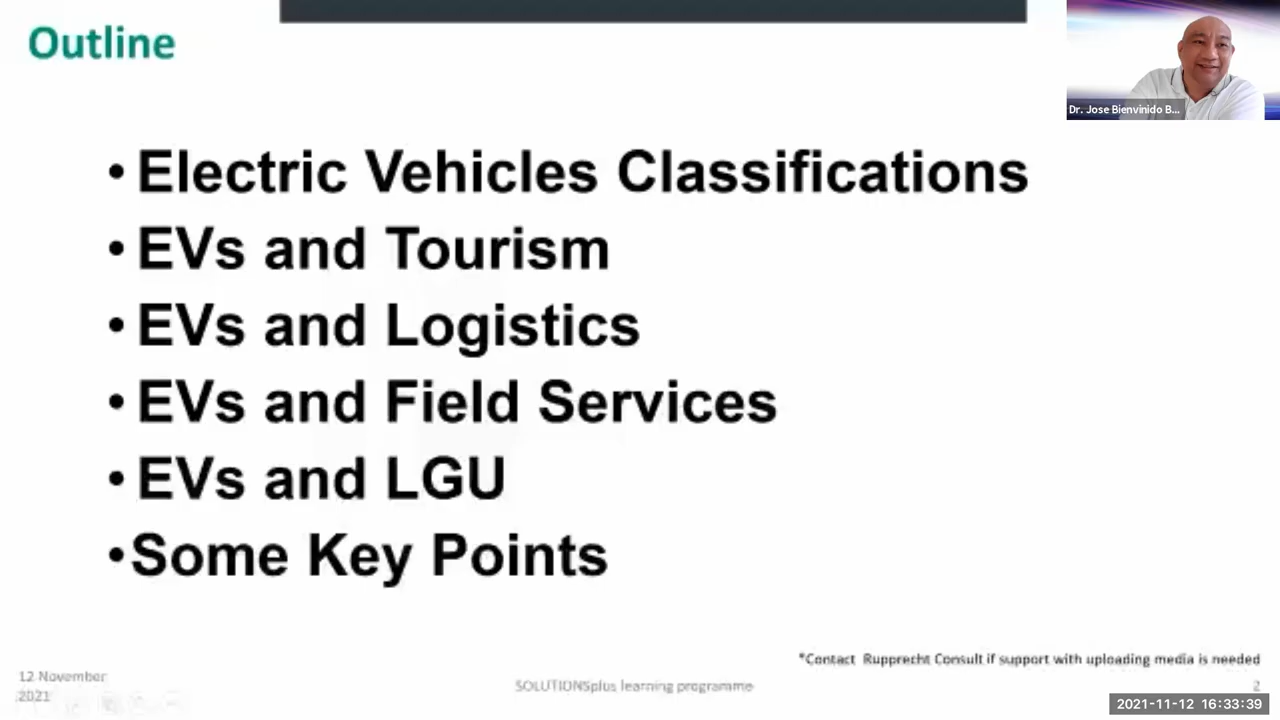 Outline
Dr. Jose Bienvinido B...
• Electric Vehicles Classifications
• EVs and Tourism
• EVs and Logistics
• EVs and Field Services
• EVs and LGU
•Some Key Points
*Contact Rupprecht Consult if support with uploading media is needed
12 November
2021
SOLUTIONSplus learning programme
2
2021-11-12 16:33:39